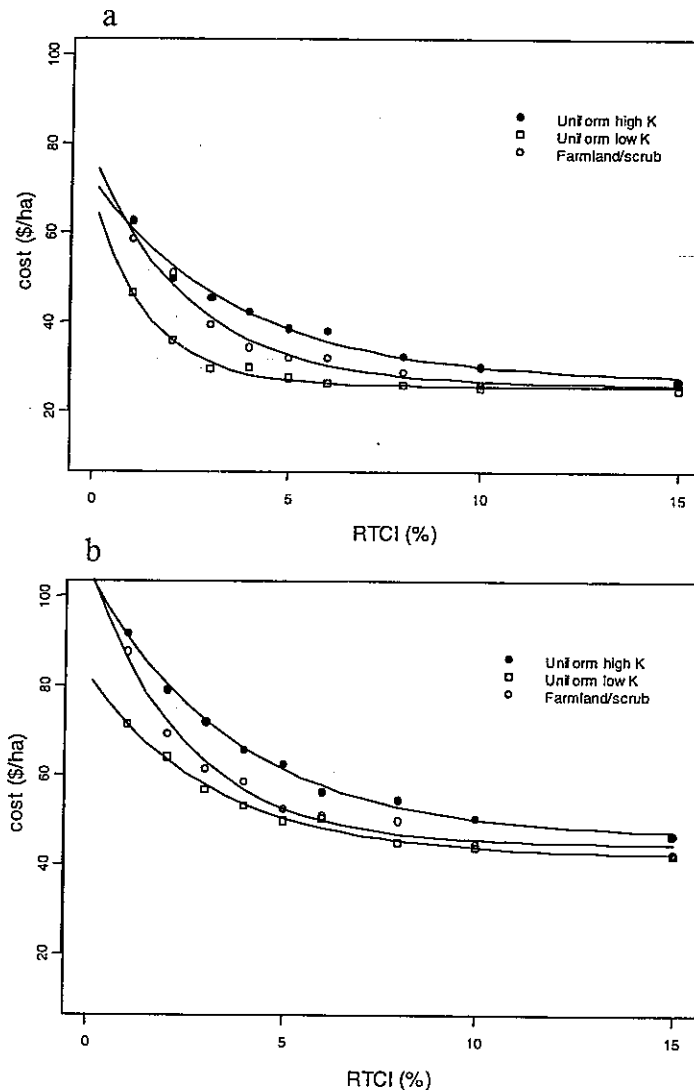 a
100
80
60
40
20
cost ($/ha)
Uniform high K
Uniform low K
Farmland/scrub
0 5 10 15
RTCI (%)
b
100
80
60
40
20
cost ($/ha)
Uniform high K
Uniform low K
Farmland/scrub
0 5 10 15
RTCI (%)